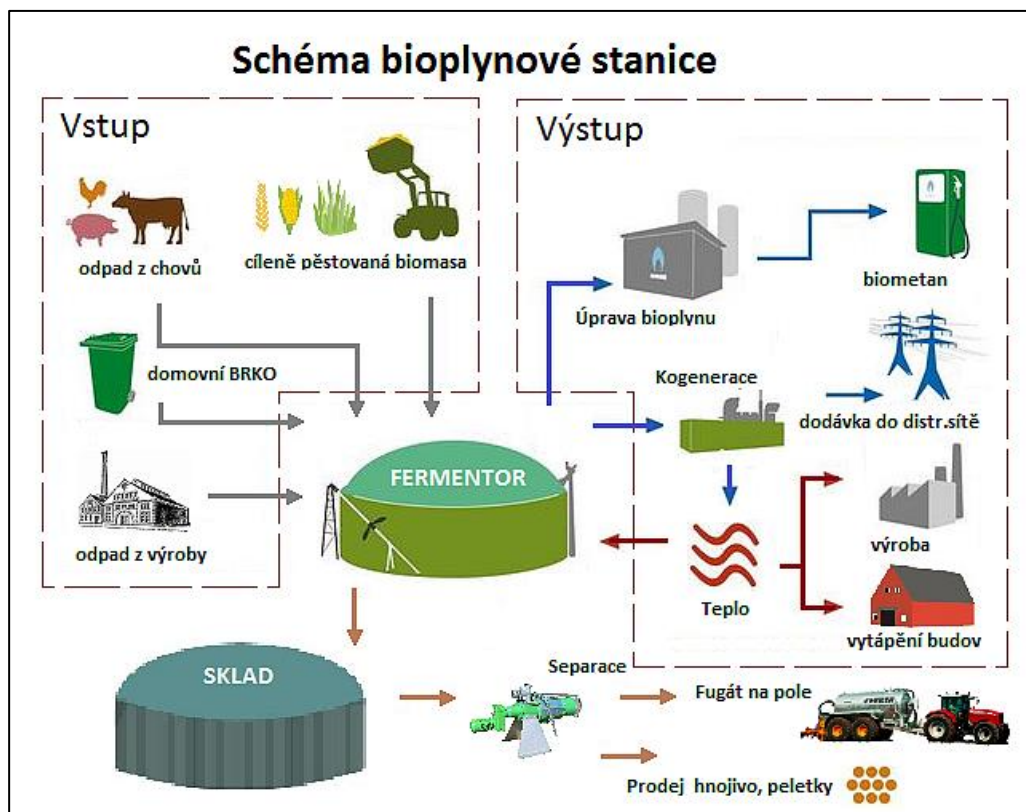 Schéma bioplynové stanice
Vstup
odpad z chovů
cíleně pěstovaná biomasa
domovní BRKO
odpad z výroby
FERMENTOR
Výstup
Úprava bioplynu
biometan
Kogenerace
dodávka do distr.sítě
Teplo
výroba
vytápění budov
SKLAD
Separace
Fugát na pole
Prodej hnojivo, peletky